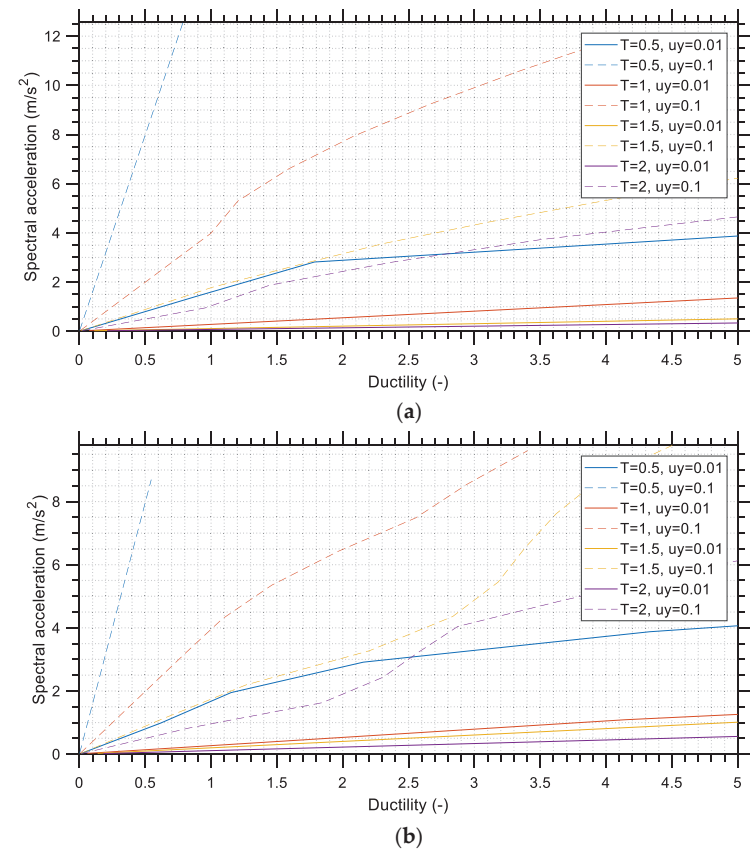 12
10
8
6
4
2
0
Spectral acceleration (m/s²)
T=0.5, uy=0.01
T=0.5, uy=0.1
T=1, uy=0.01
T=1, uy=0.1
T=1.5, uy=0.01
T=1.5, uy=0.1
T=2, uy=0.01
T=2, uy=0.1
0 0.5 1 1.5 2 2.5 3 3.5 4 4.5 5
Ductility (-)
(a)
8
6
4
2
0
Spectral acceleration (m/s²)
T=0.5, uy=0.01
T=0.5, uy=0.1
T=1, uy=0.01
T=1, uy=0.1
T=1.5, uy=0.01
T=1.5, uy=0.1
T=2, uy=0.01
T=2, uy=0.1
0 0.5 1 1.5 2 2.5 3 3.5 4 4.5 5
Ductility (-)
(b)